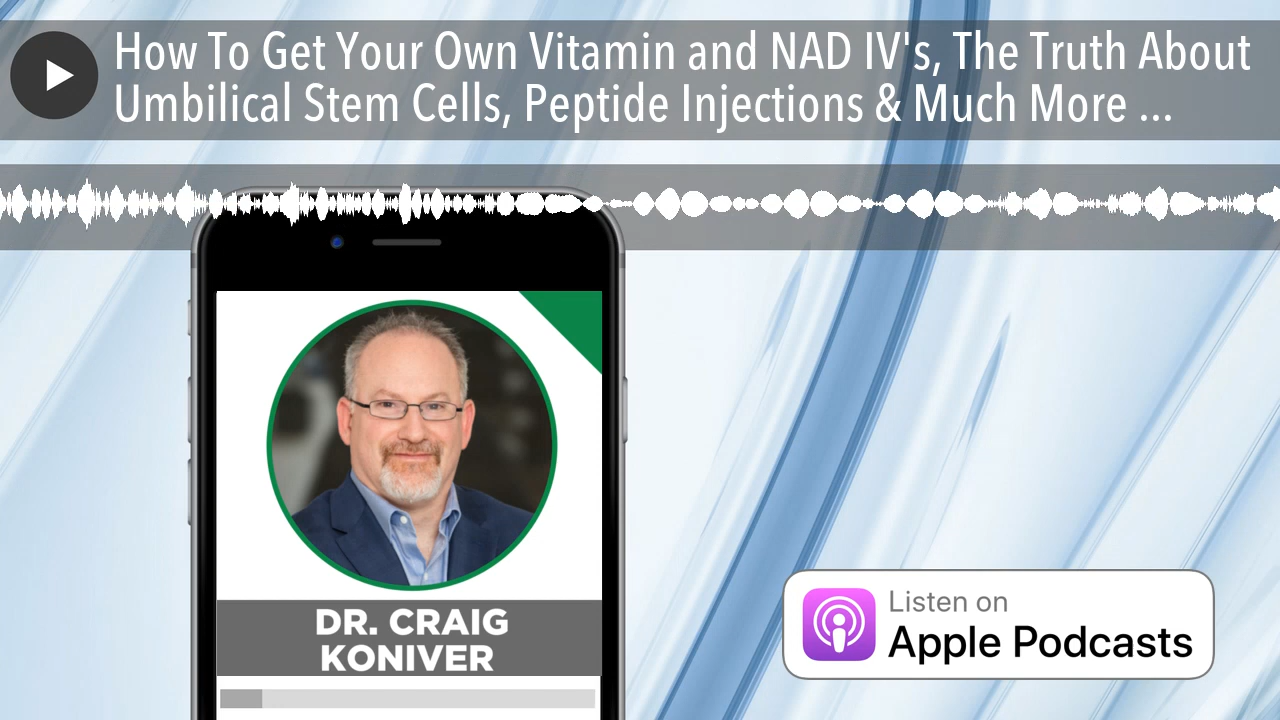 How To Get Your Own Vitamin and NAD IV's, The Truth About
Umbilical Stem Cells, Peptide Injections & Much More ...
DR. CRAIG
KONIVER
Listen on
Apple Podcasts